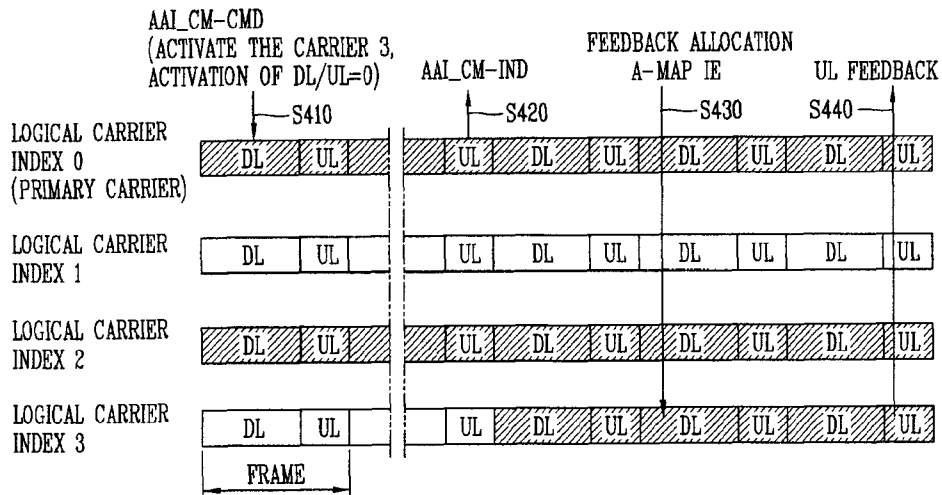 AAI_CM-CMD
(ACTIVATE THE CARRIER 3,
ACTIVATION OF DL/UL=0)
AAI_CM-IND
FEEDBACK ALLOCATION
A-MAP IE
UL FEEDBACK
S410
S420
S430
S440
LOGICAL CARRIER
INDEX 0
(PRIMARY CARRIER)
DL UL UL DL UL DL UL DL UL
LOGICAL CARRIER
INDEX 1
DL UL UL DL UL DL UL DL UL
LOGICAL CARRIER
INDEX 2
DL UL UL DL UL DL UL DL UL
LOGICAL CARRIER
INDEX 3
DL UL UL DL UL DL UL DL UL
FRAME